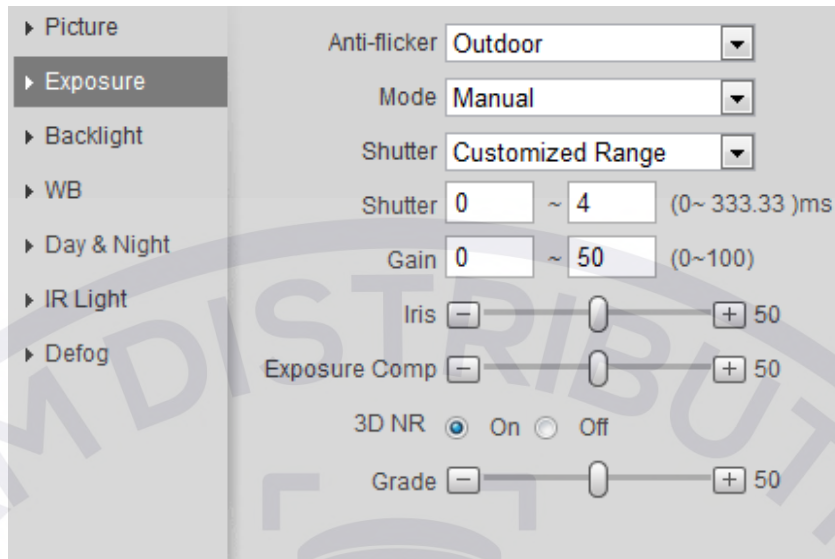 Picture
Exposure
Backlight
WB
Day & Night
IR Light
Defog
Anti-flicker Outdoor
Mode Manual
Shutter Customized Range
Shutter 0 ~ 4 (0~ 333.33 )ms
Gain 0 ~ 50 (0~100)
Iris 50
Exposure Comp 50
3D NR On Off
Grade 50
M DISTRIBUT